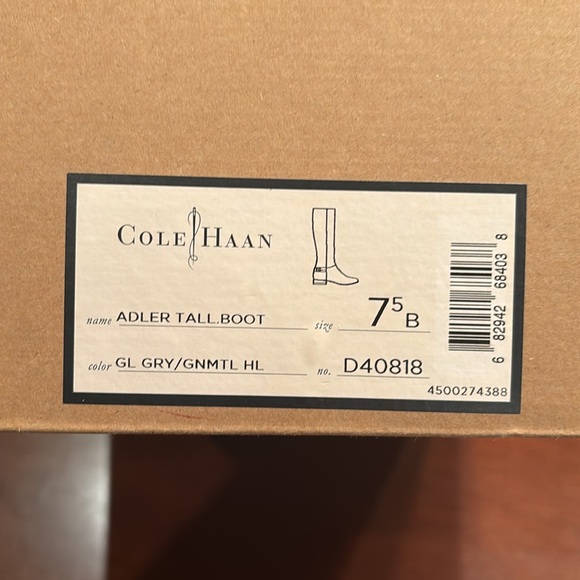 COLE HAAN
name ADLER TALL.BOOT
size 7⁵ B
color GL GRY/GNMTL HL
no. D40818
6 82942 68403 8
4500274388